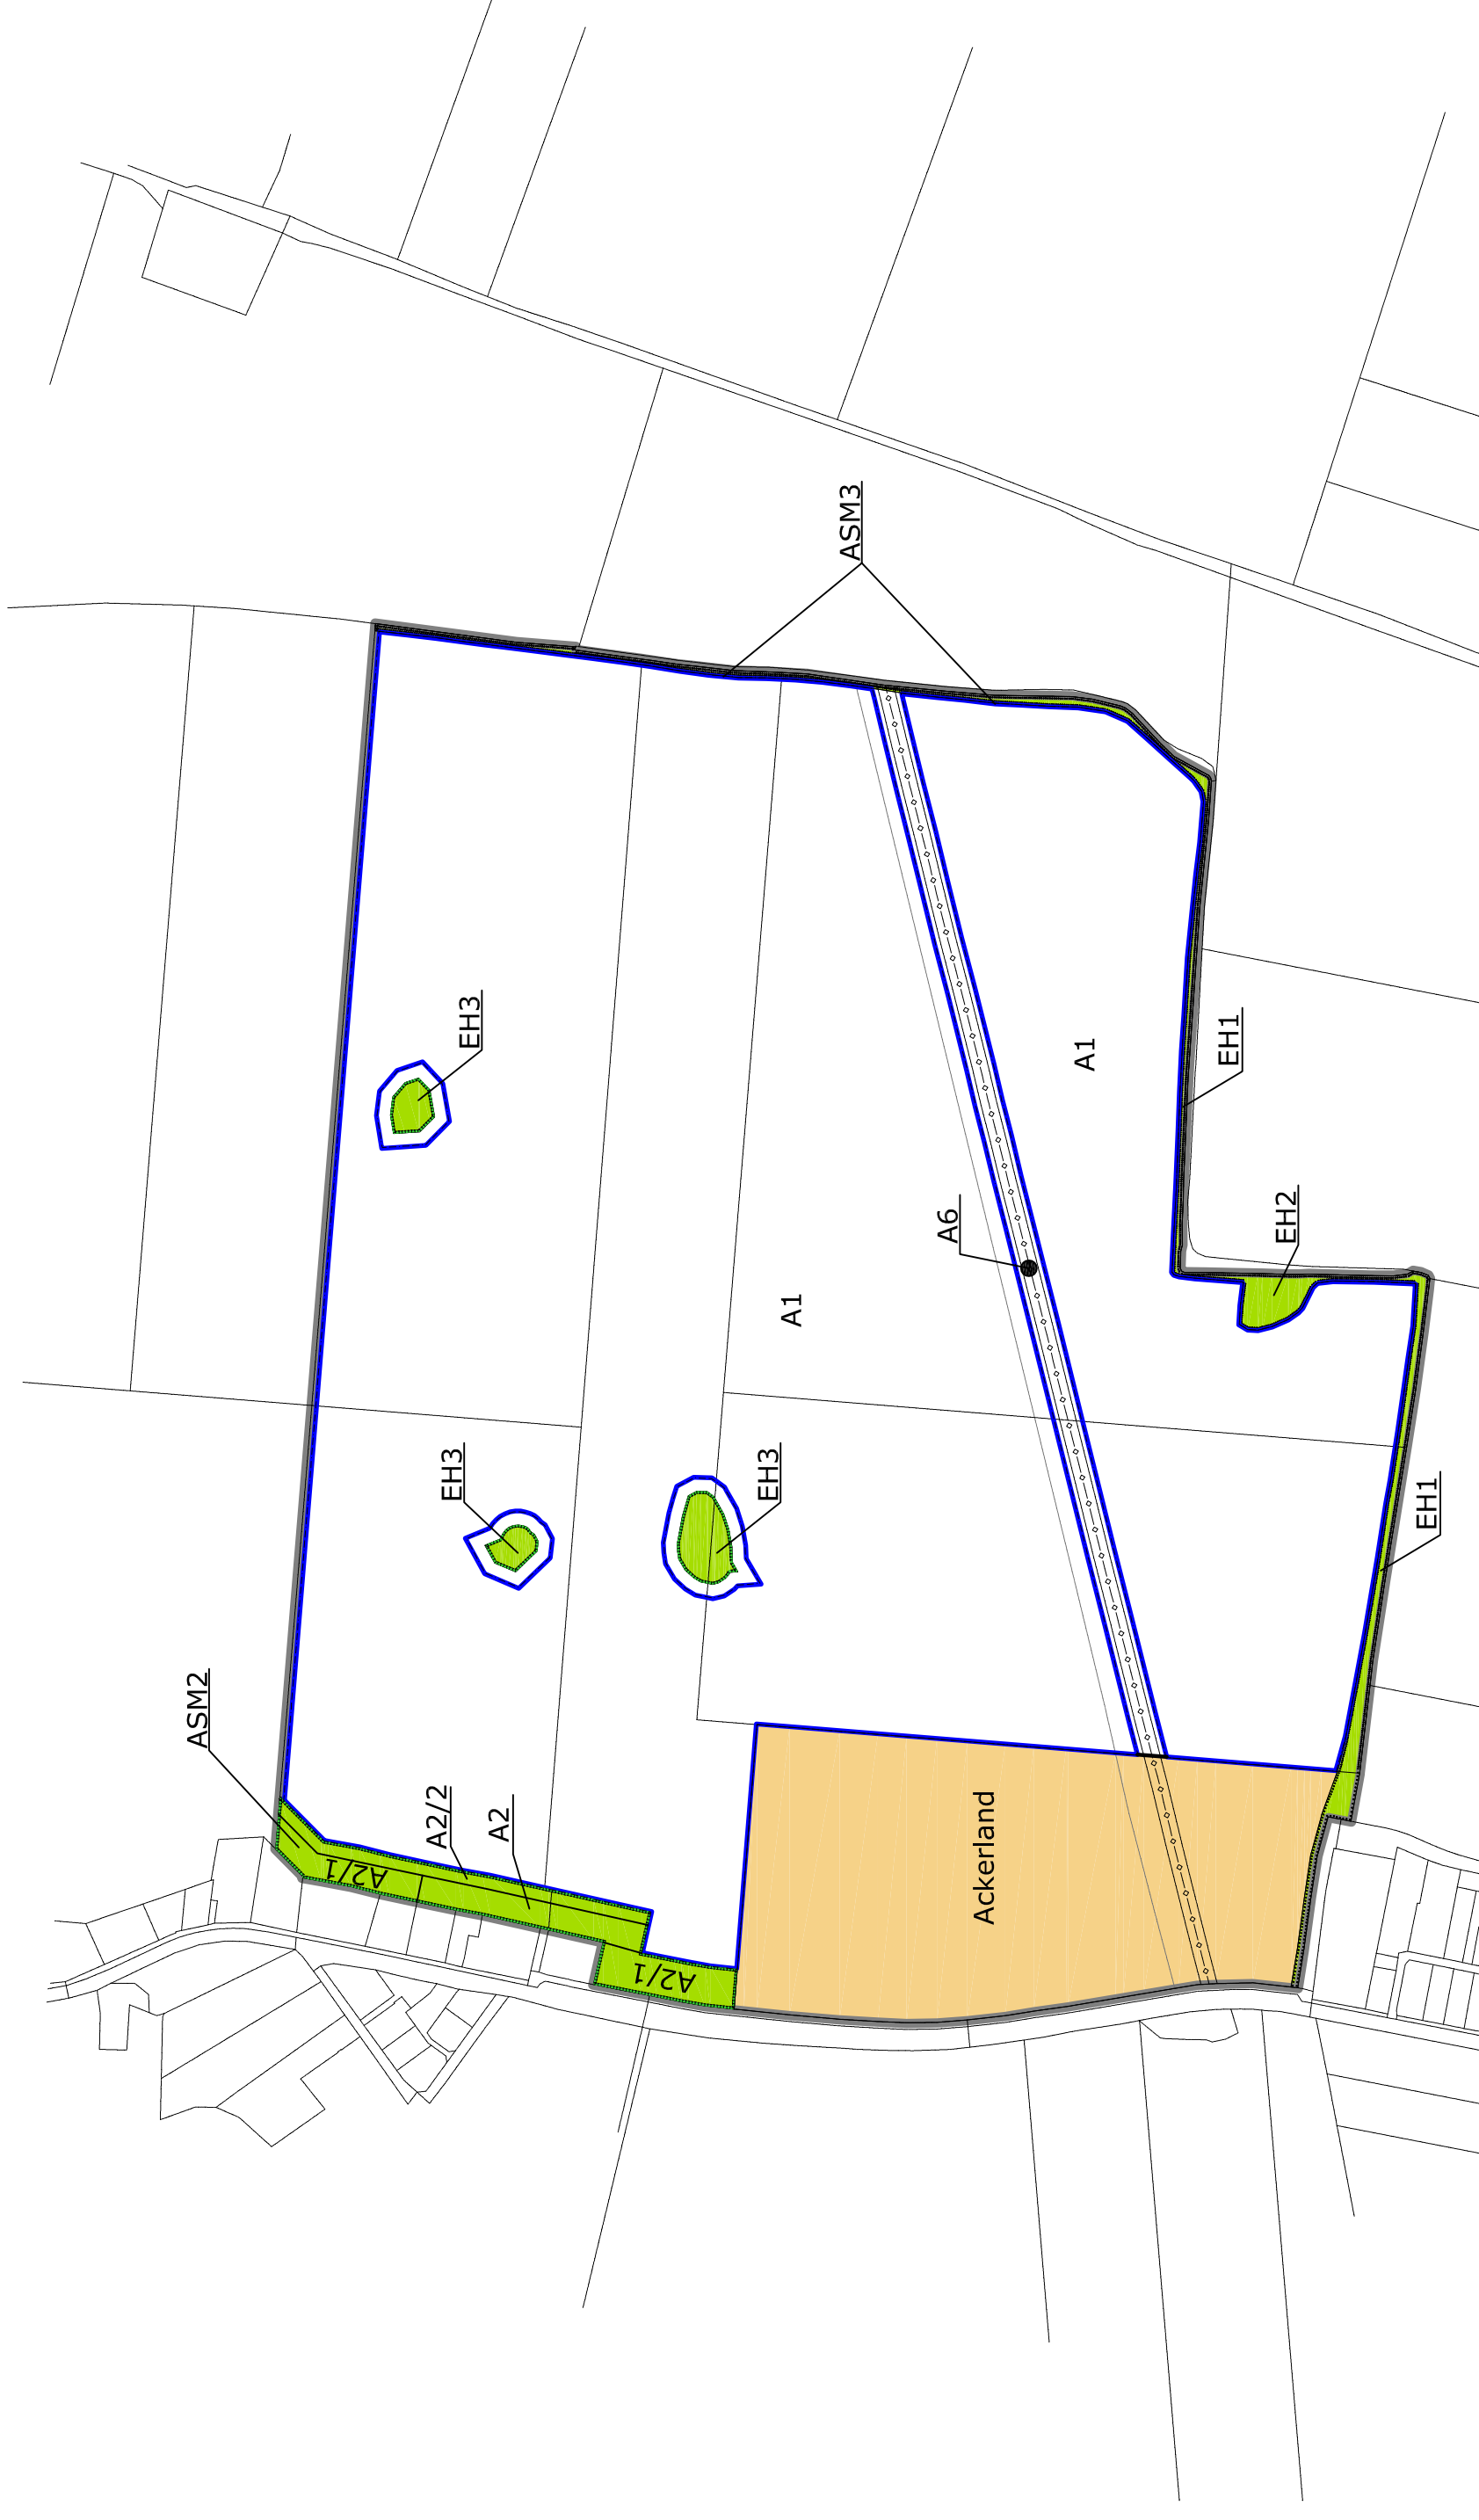 ASM3
EH3
EH1
A1
EH2
A6
A1
EH3
EH3
EH1
ASM2
A2/2
A2
Ackerland
A2/1
A2/1